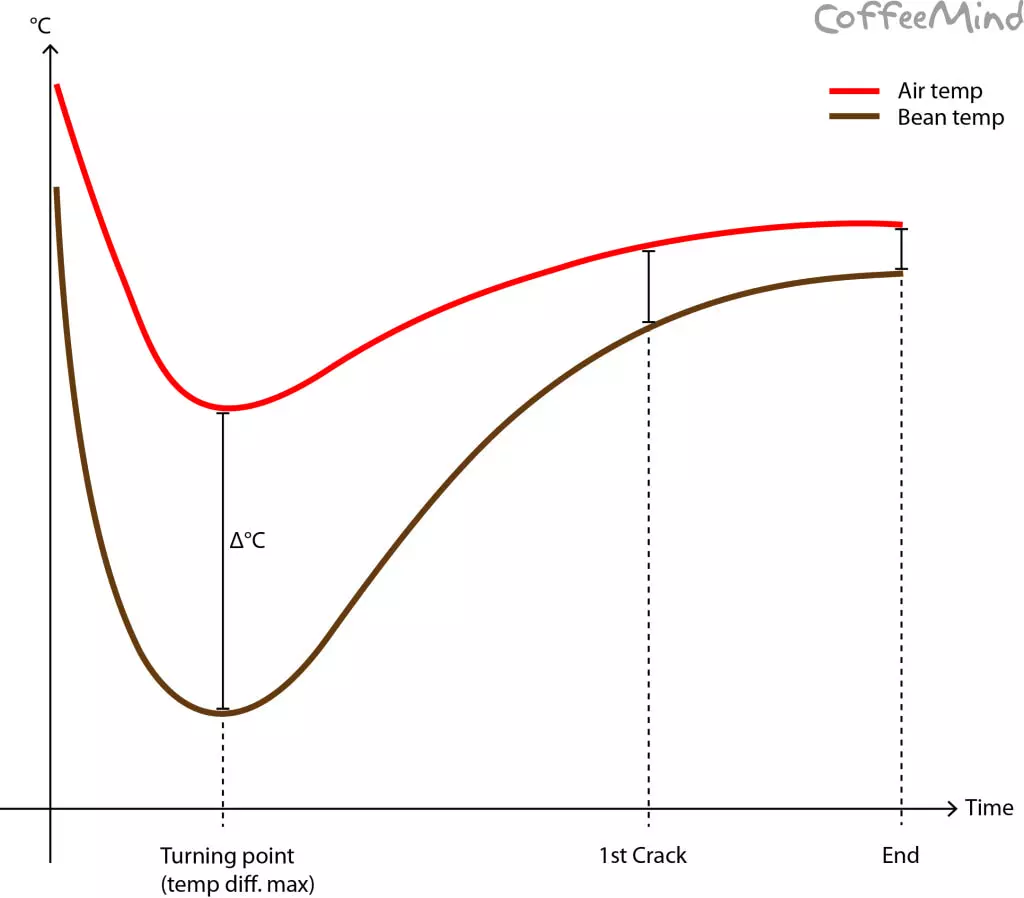 CoffeeMind
°C
Air temp
Bean temp
Δ°C
Time
Turning point
(temp diff. max)
1st Crack
End